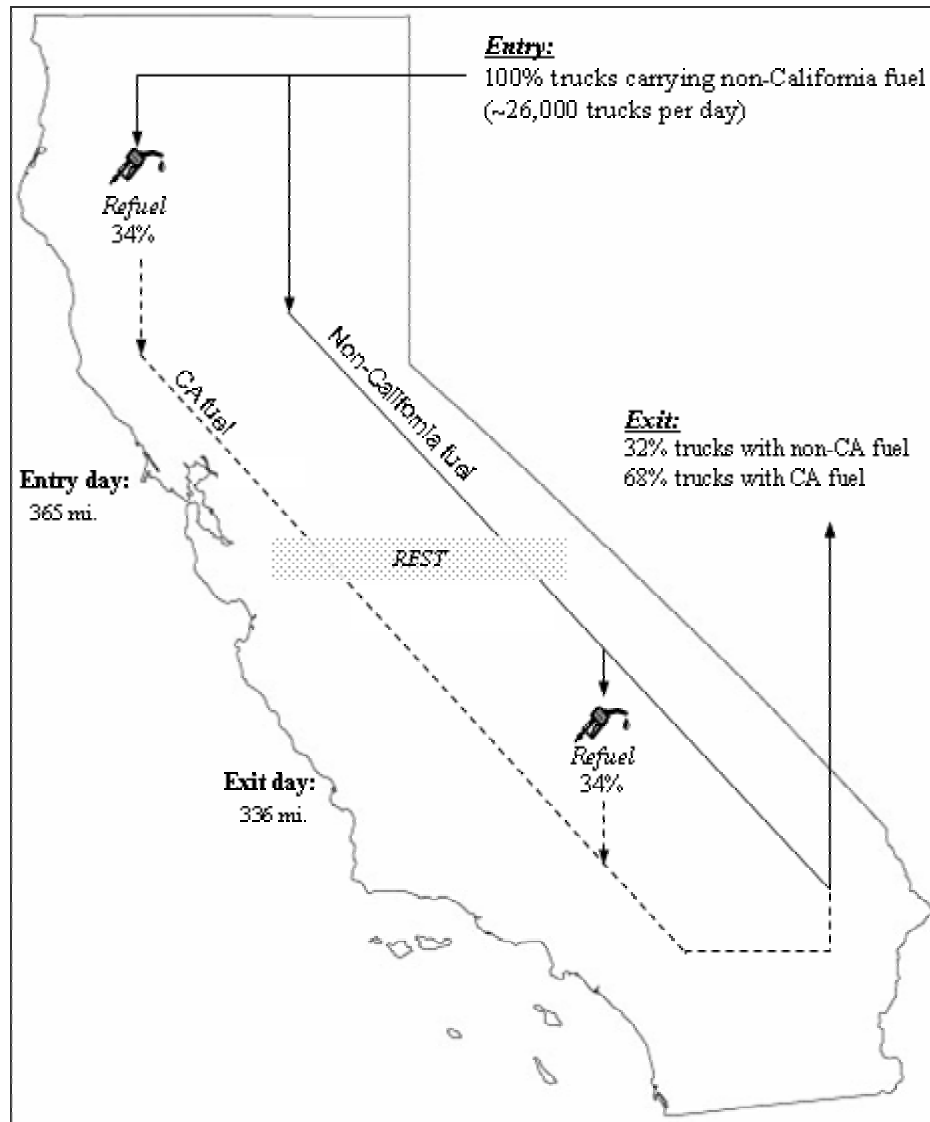 Entry:
100% trucks carrying non-California fuel
(~26,000 trucks per day)
Refuel
34%
Non-California fuel
CA fuel
Exit:
32% trucks with non-CA fuel
68% trucks with CA fuel
Entry day:
365 mi.
REST
Refuel
34%
Exit day:
336 mi.